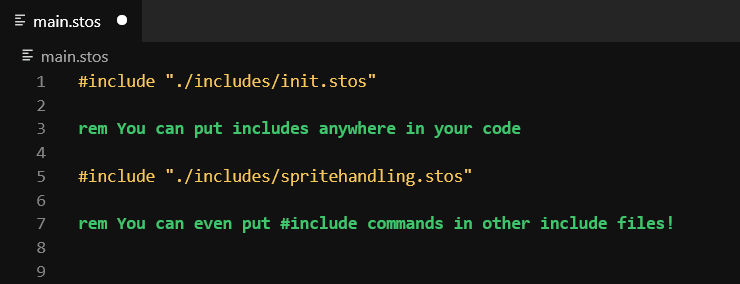 main.stos
main.stos
1 #include "./includes/init.stos"
2
3 rem You can put includes anywhere in your code
4
5 #include "./includes/spritehandling.stos"
6
7 rem You can even put #include commands in other include files!
8
9